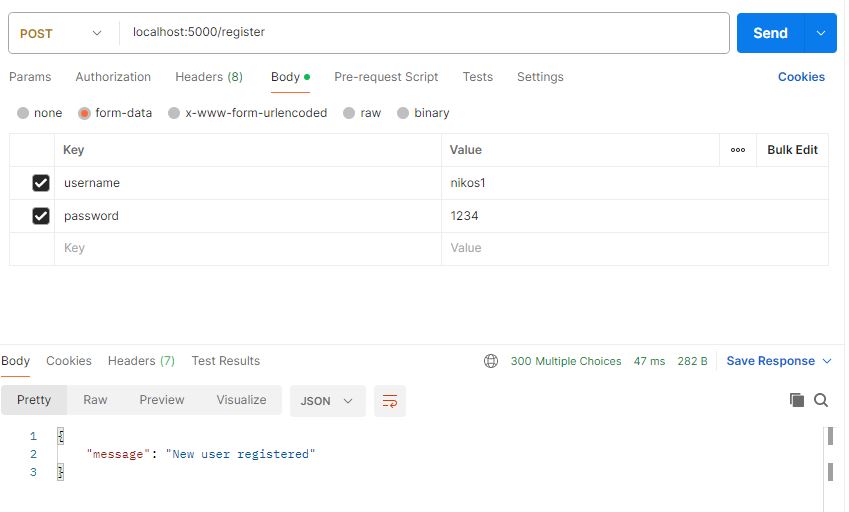 POST localhost:5000/register Send
Params Authorization Headers (8) Body Pre-request Script Tests Settings Cookies
none form-data x-www-form-urlencoded raw binary
Key Value Bulk Edit
username nikos1
password 1234
Key Value
Body Cookies Headers (7) Test Results 300 Multiple Choices 47 ms 282 B Save Response
Pretty Raw Preview Visualize JSON
1 {
2 "message": "New user registered"
3 }